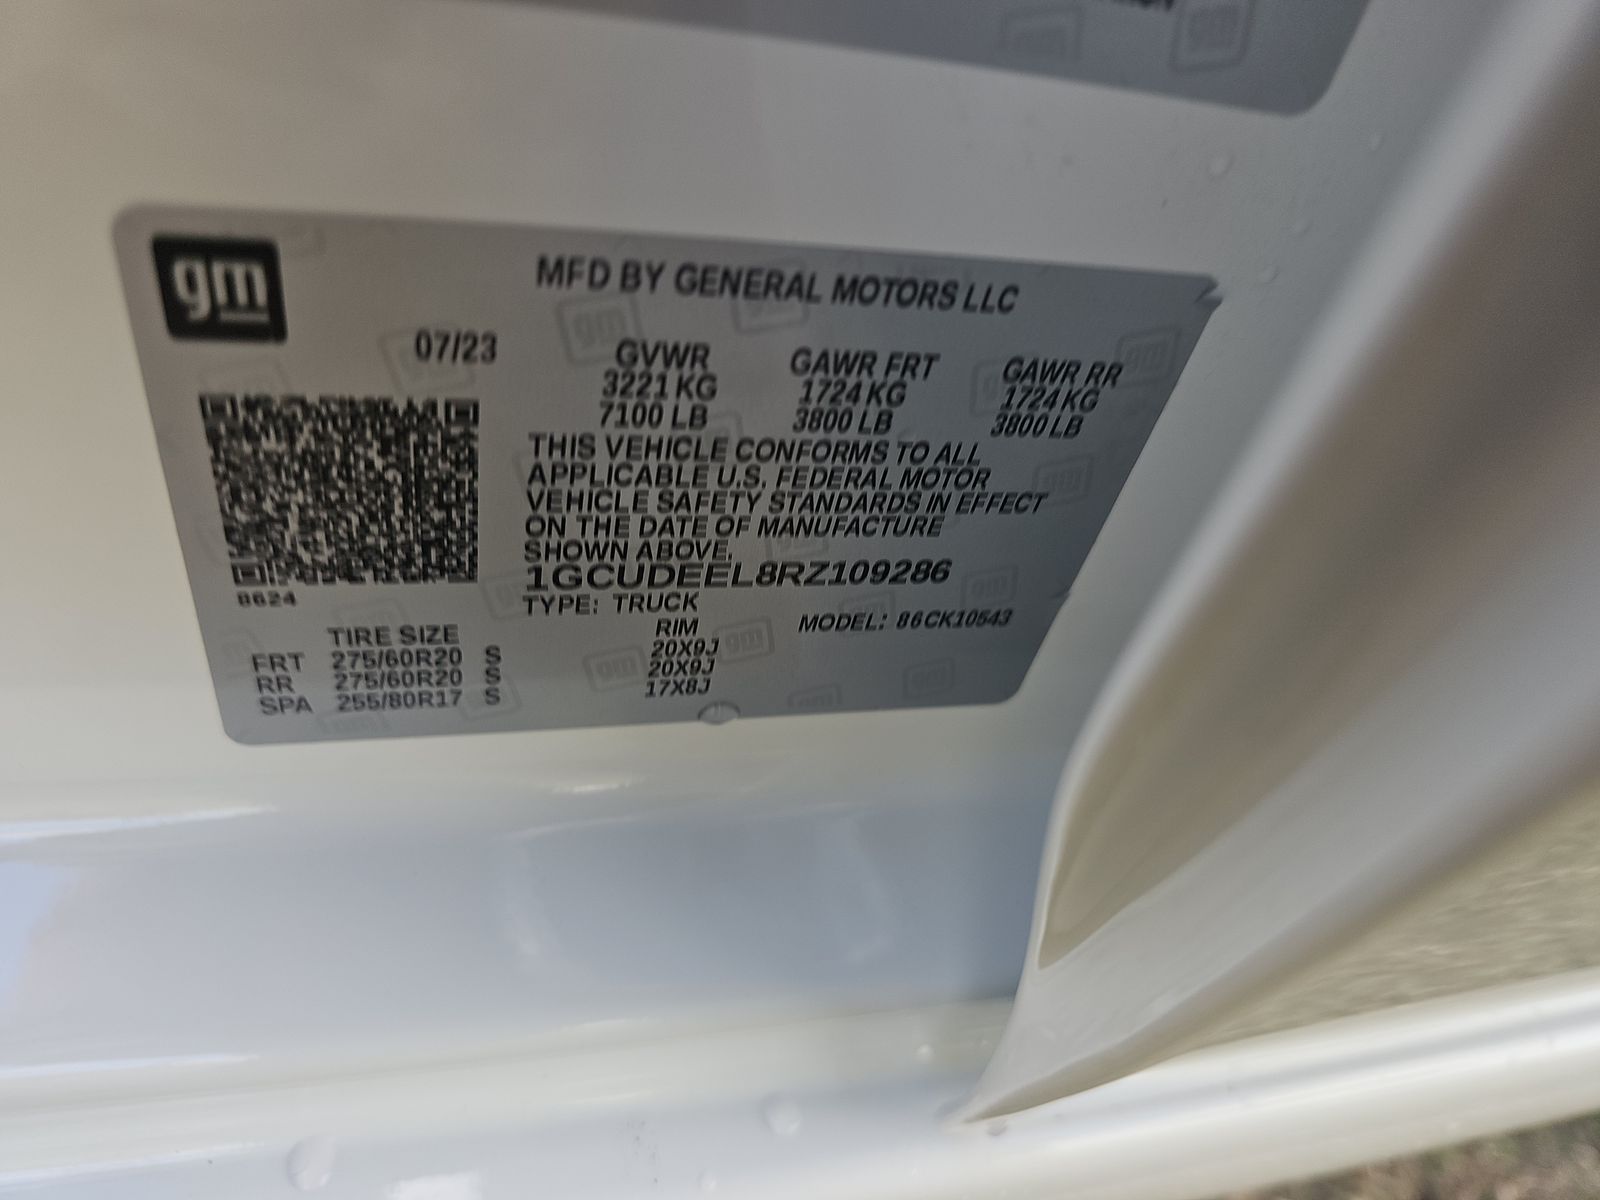 gm
MFD BY GENERAL MOTORS LLC
07/23
GVWR GAWR FRT GAWR RR
3221 KG 1724 KG 1724 KG
7100 LB 3800 LB 3800 LB
THIS VEHICLE CONFORMS TO ALL
APPLICABLE U.S. FEDERAL MOTOR
VEHICLE SAFETY STANDARDS IN EFFECT
ON THE DATE OF MANUFACTURE
SHOWN ABOVE.
1GCUDEEL8RZ109286
8624
TYPE: TRUCK MODEL: 86CK10543
TIRE SIZE RIM
FRT 275/60R20 S 20X9J
RR 275/60R20 S 20X9J
SPA 255/80R17 S 17X8J